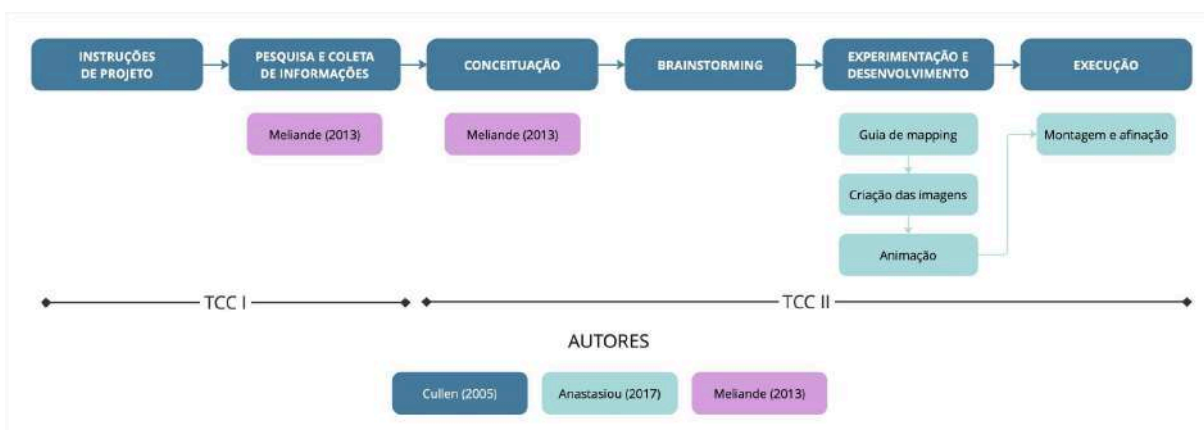 INSTRUÇÕES
DE PROJETO
PESQUISA E COLETA
DE INFORMAÇÕES
CONCEITUAÇÃO
BRAINSTORMING
EXPERIMENTAÇÃO E
DESENVOLVIMENTO
EXECUÇÃO
Meliande (2013)
Meliande (2013)
Guia de mapping
Montagem e afinação
Criação das imagens
Animação
TCC I
TCC II
AUTORES
Cullen (2005)
Anastasiou (2017)
Meliande (2013)